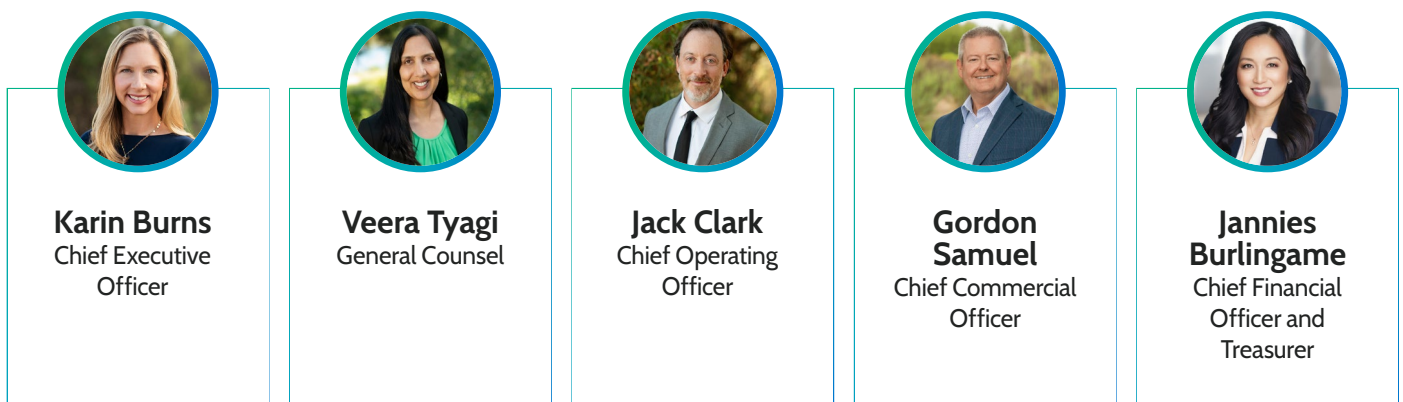 Karin Burns
Chief Executive
Officer
Veera Tyagi
General Counsel
Jack Clark
Chief Operating
Officer
Gordon
Samuel
Chief Commercial
Officer
Jannies
Burlingame
Chief Financial
Officer and
Treasurer